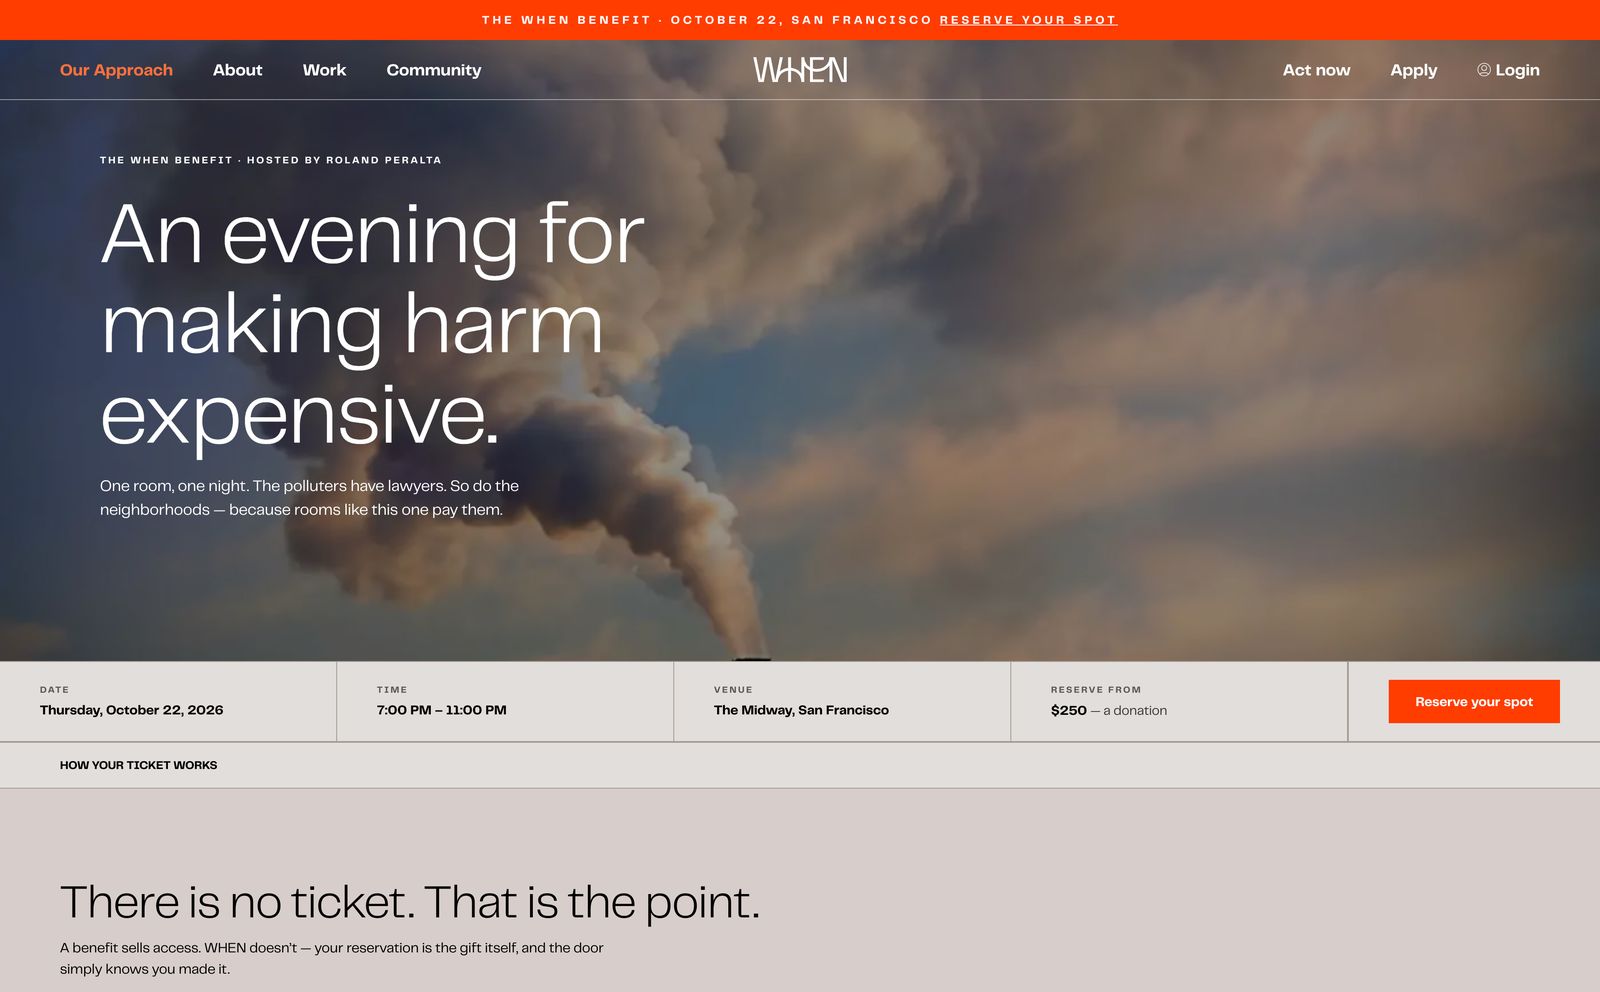 THE WHEN BENEFIT · OCTOBER 22, SAN FRANCISCO RESERVE YOUR SPOT
Our Approach About Work Community WHEN Act now Apply Login
THE WHEN BENEFIT · HOSTED BY ROLAND PERALTA
An evening for
making harm
expensive.
One room, one night. The polluters have lawyers. So do the
neighborhoods — because rooms like this one pay them.
DATE TIME VENUE RESERVE FROM
Thursday, October 22, 2026 7:00 PM – 11:00 PM The Midway, San Francisco $250 — a donation Reserve your spot
HOW YOUR TICKET WORKS
There is no ticket. That is the point.
A benefit sells access. WHEN doesn’t — your reservation is the gift itself, and the door
simply knows you made it.